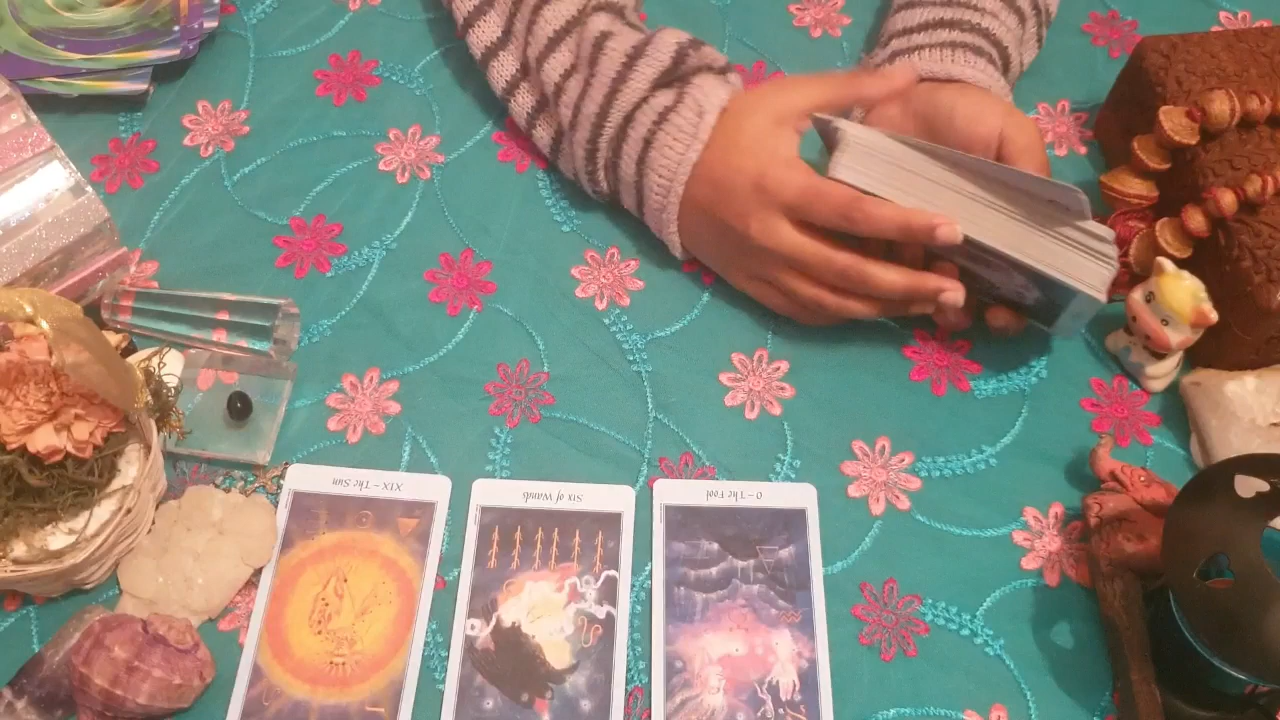 XIX - The Sun
Six of Wands
0 - The Fool